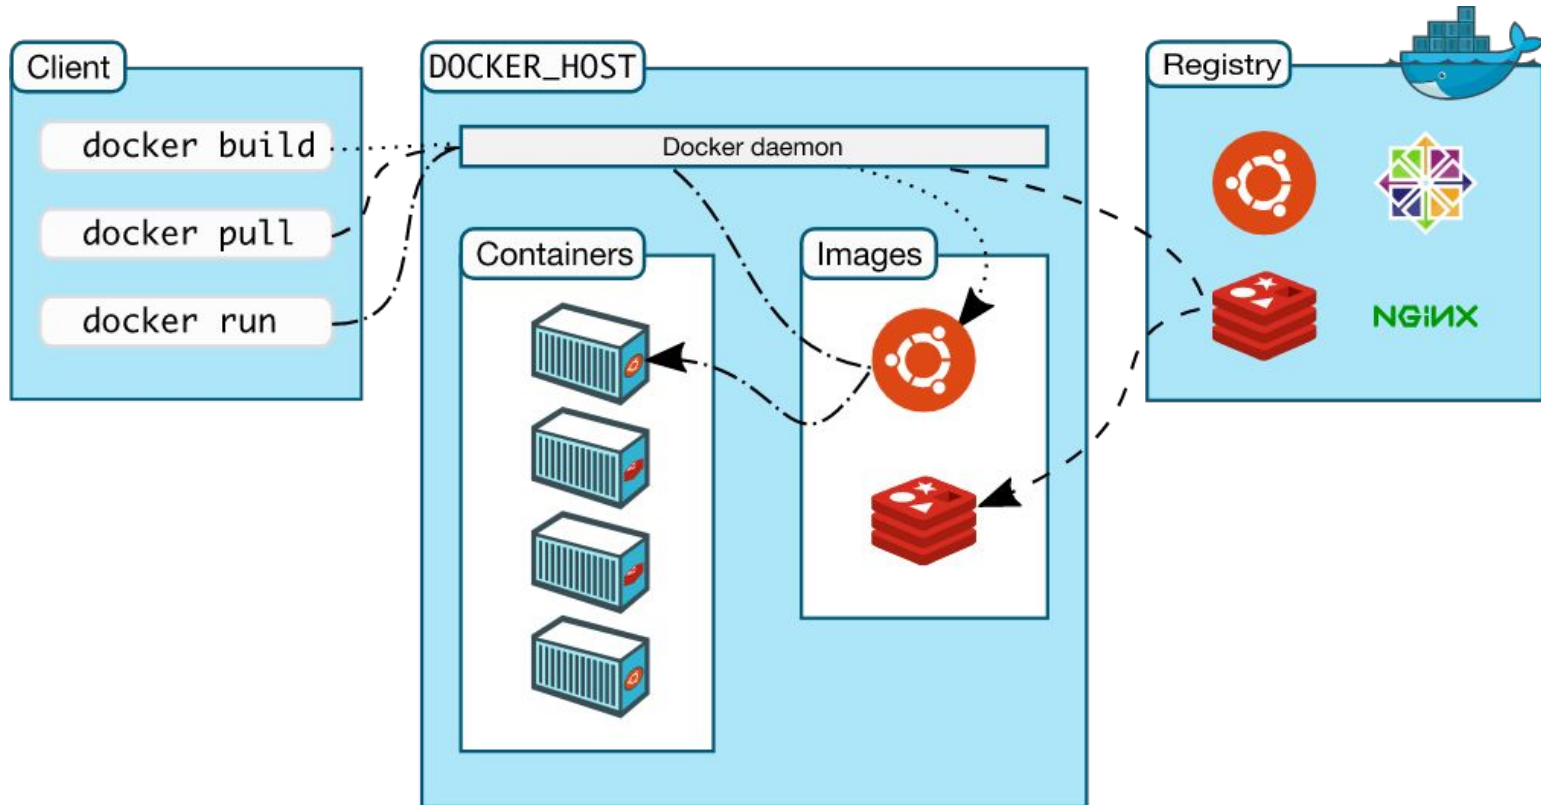 Client
docker build
docker pull
docker run
DOCKER_HOST
Docker daemon
Containers
Images
Registry
NGiNX